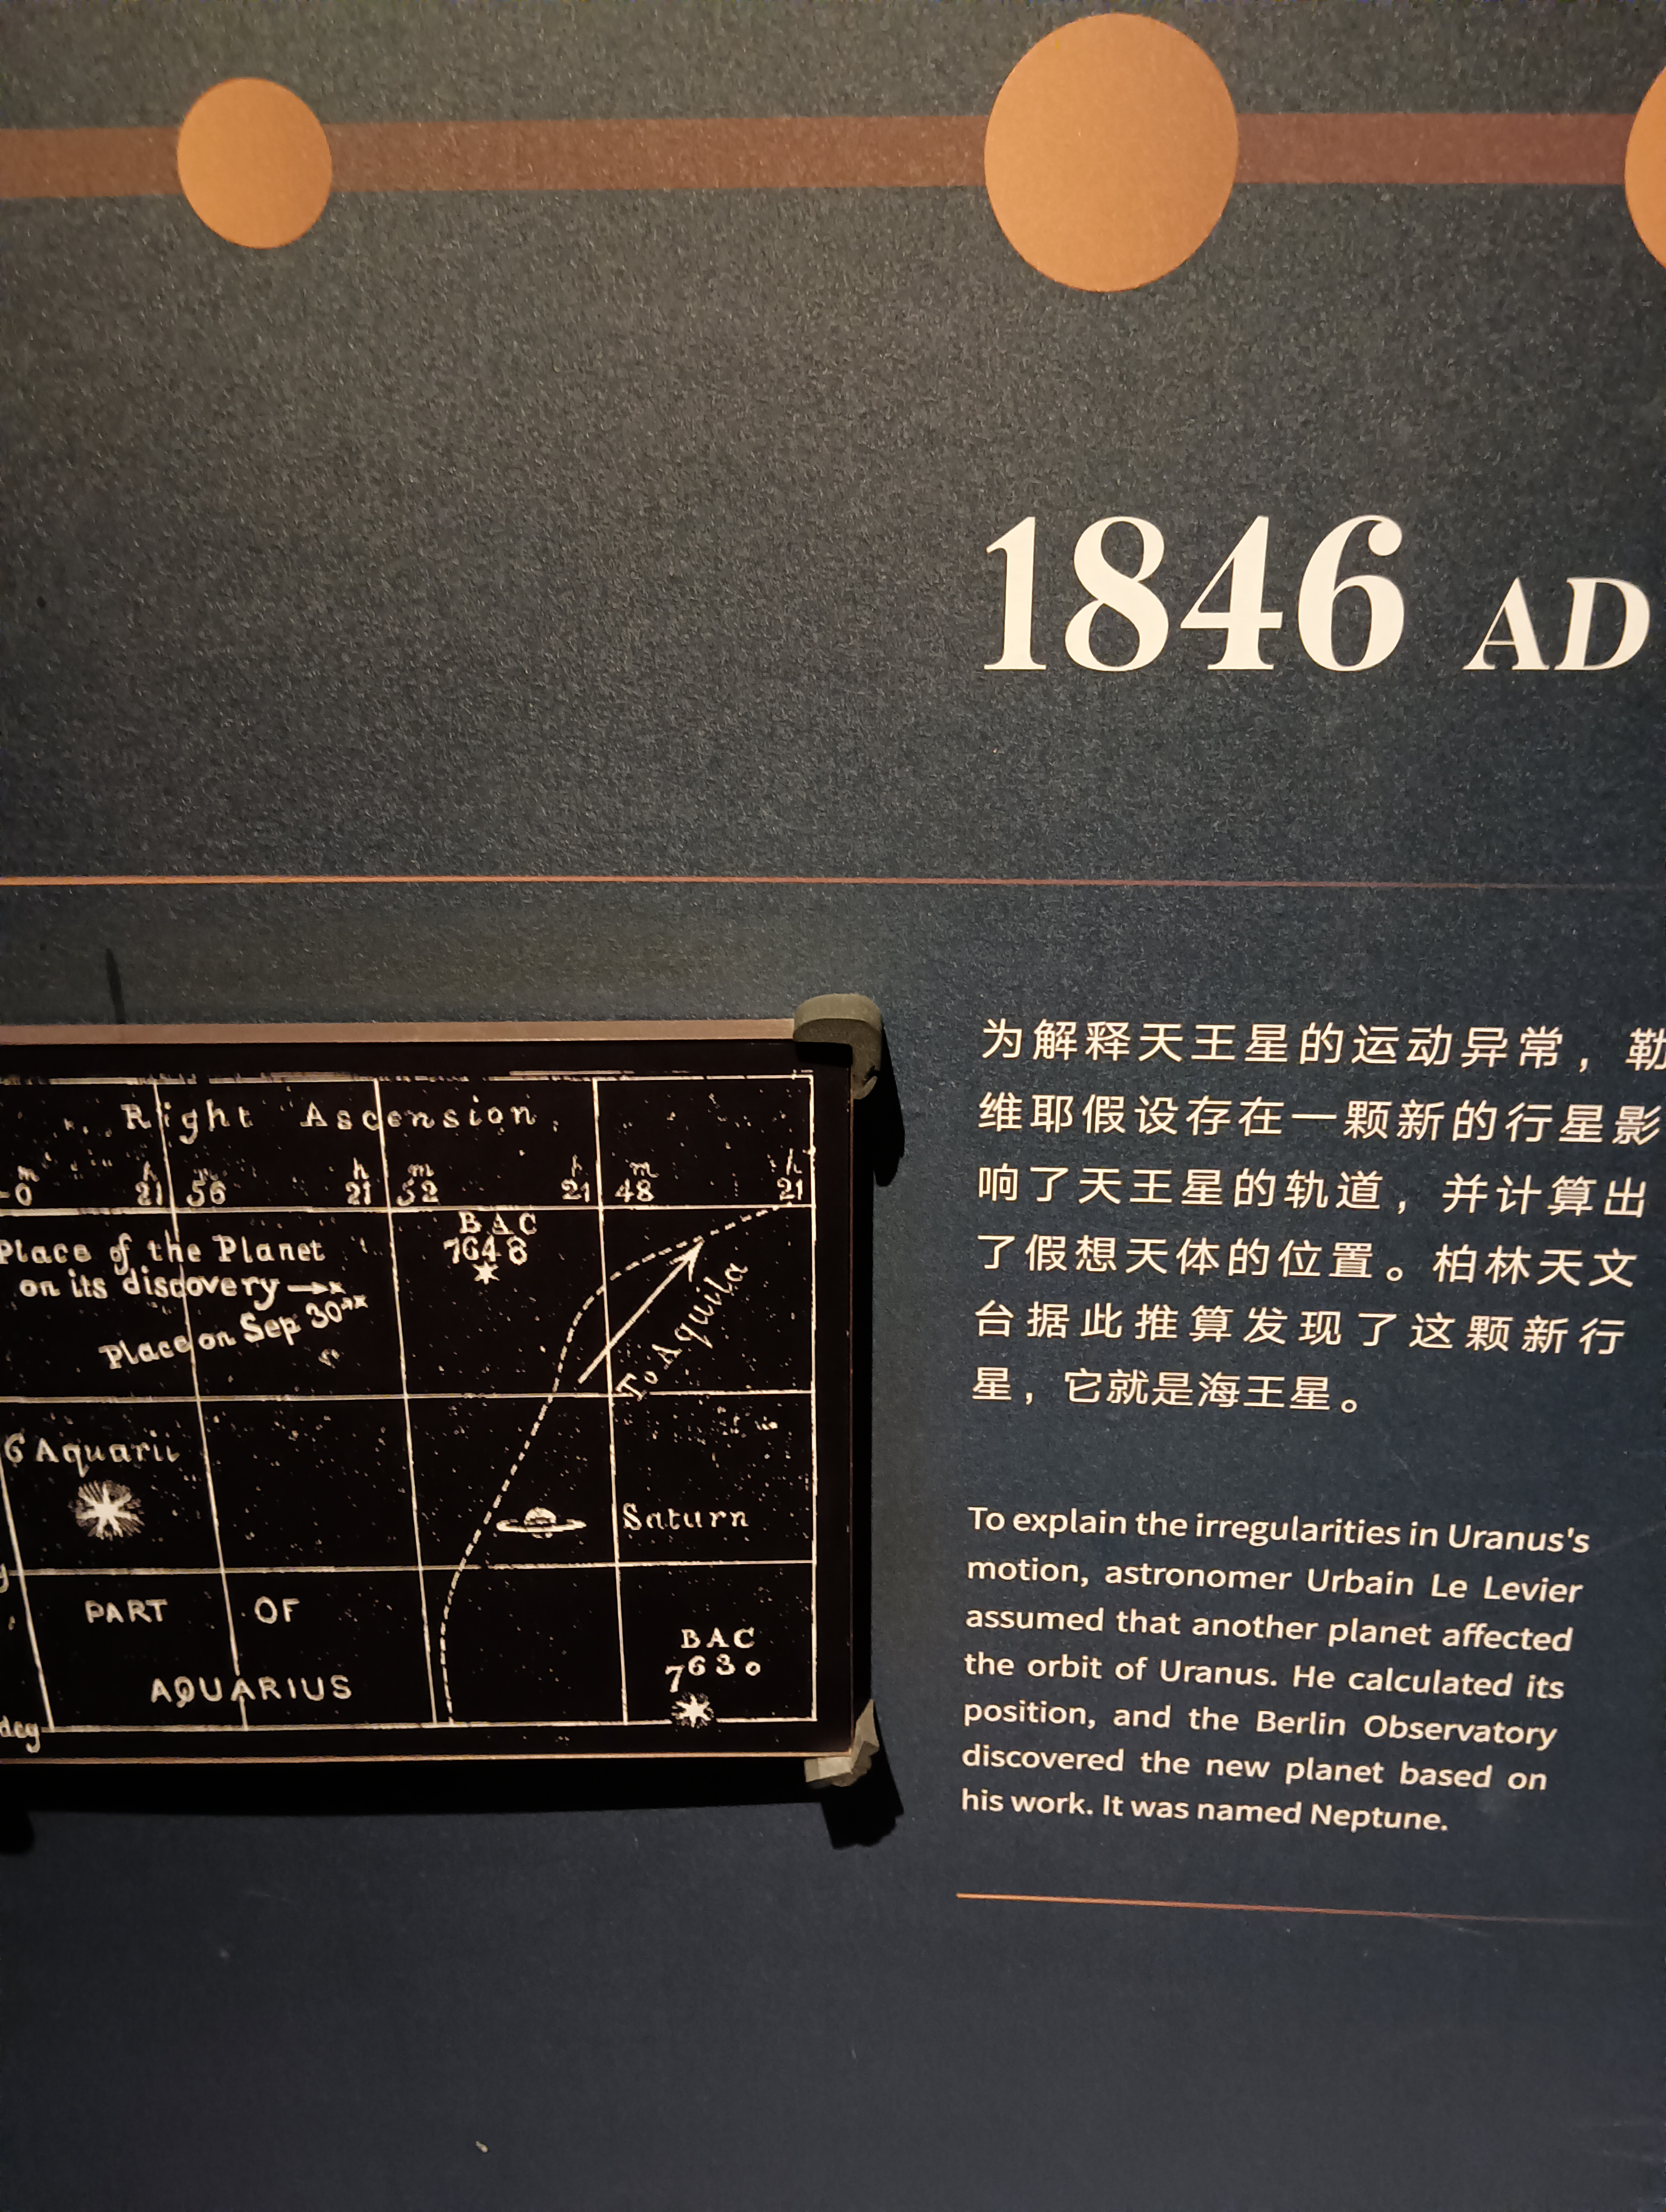 1846 AD
Right Ascension
m h m h m h m h
0 21 56 21 52 21 48 21
Place of the Planet
on its discovery
Place on Sep 30
BAC
7648
To Aquila
6 Aquarii
Saturn
PART OF
AQUARIUS
BAC
7630
deg
为解释天王星的运动异常，勒
维耶假设存在一颗新的行星影
响了天王星的轨道，并计算出
了假想天体的位置。柏林天文
台据此推算发现了这颗新行
星，它就是海王星。
To explain the irregularities in Uranus's
motion, astronomer Urbain Le Levier
assumed that another planet affected
the orbit of Uranus. He calculated its
position, and the Berlin Observatory
discovered the new planet based on
his work. It was named Neptune.